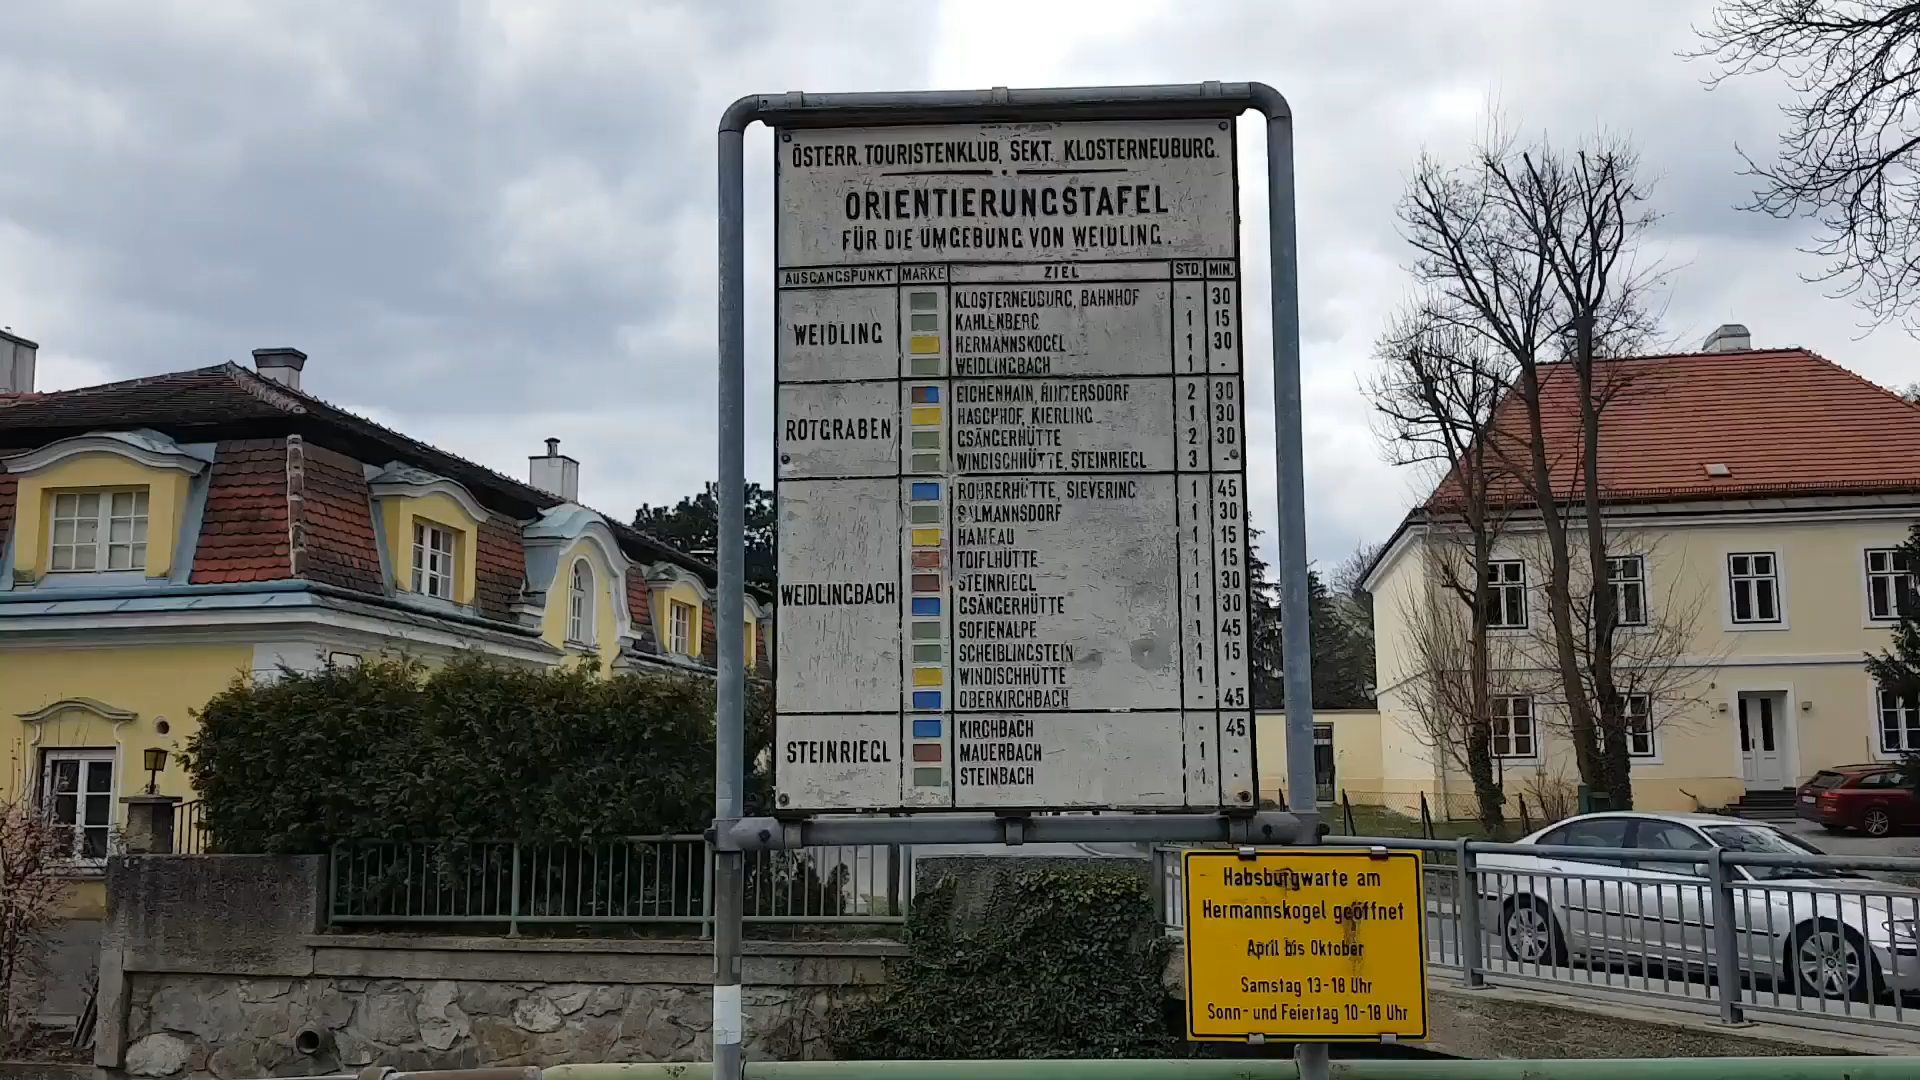 ÖSTERR. TOURISTENKLUB, SEKT. KLOSTERNEUBURG.
ORIENTIERUNGSTAFEL
FÜR DIE UMGEBUNG VON WEIDLING.
AUSGANGSPUNKT MARKE ZIEL STD. MIN.
WEIDLING
KLOSTERNEUBURG, BAHNHOF - 30
KAHLENBERG 1 15
HERMANNSKOGEL 1 30
WEIDLINGBACH 1 -
ROTGRABEN
EICHENHAIN, HINTERSDORF 2 30
HASCHHOF, KIERLING 1 30
GSÄNGERHÜTTE 2 30
WINDISCHHÜTTE, STEINRIEGL 3 -
WEIDLINGBACH
ROHRERHÜTTE, SIEVERING 1 45
SALMANNSDORF 1 30
HAMEAU 1 15
TOIFLHÜTTE 1 15
STEINRIEGL 1 30
GSÄNGERHÜTTE 1 30
SOFIENALPE 1 45
SCHEIBLINGSTEIN 1 15
WINDISCHHÜTTE 1 -
OBERKIRCHBACH - 45
STEINRIEGL
KIRCHBACH - 45
MAUERBACH 1 -
STEINBACH 1 -
Habsburgwarte am
Hermannskogel geöffnet
April bis Oktober
Samstag 13-18 Uhr
Sonn- und Feiertag 10-18 Uhr